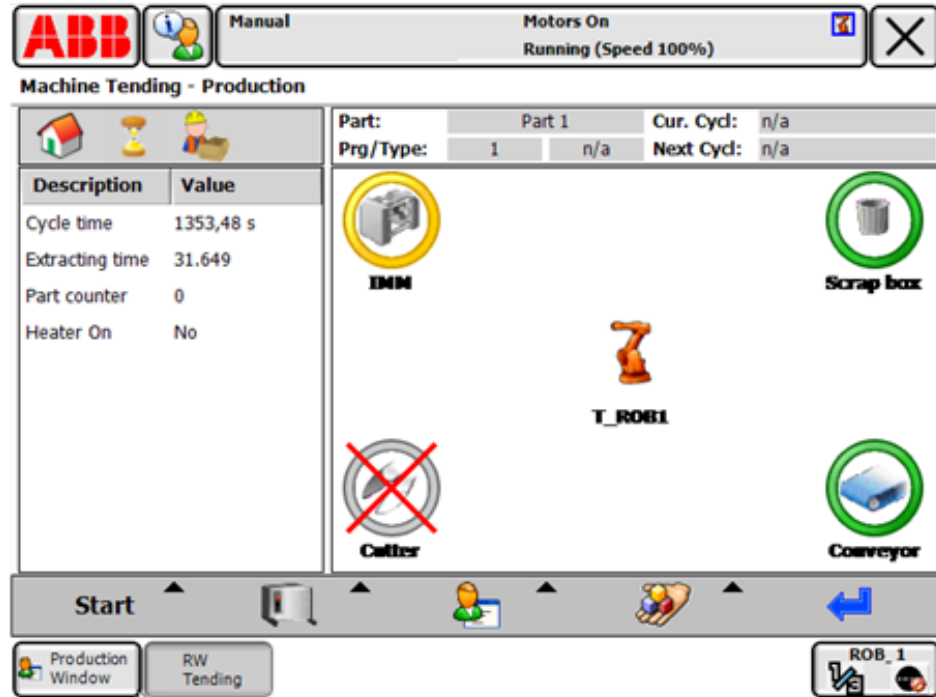 ABB
Manual
Motors On
Running (Speed 100%)
Machine Tending - Production
Part: Part 1 Cur. Cycl: n/a
Prg/Type: 1 n/a Next Cycl: n/a
Description Value
Cycle time 1353,48 s
Extracting time 31.649
Part counter 0
Heater On No
IMM
Scrap box
T_ROB1
Cutter
Conveyor
Start
Production
Window
RW
Tending
ROB_1
1/3